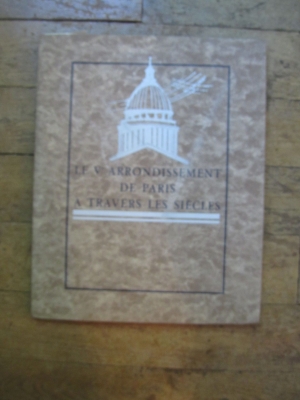 LE Vᵉ ARRONDISSEMENT
DE PARIS
A TRAVERS LES SIÈCLES